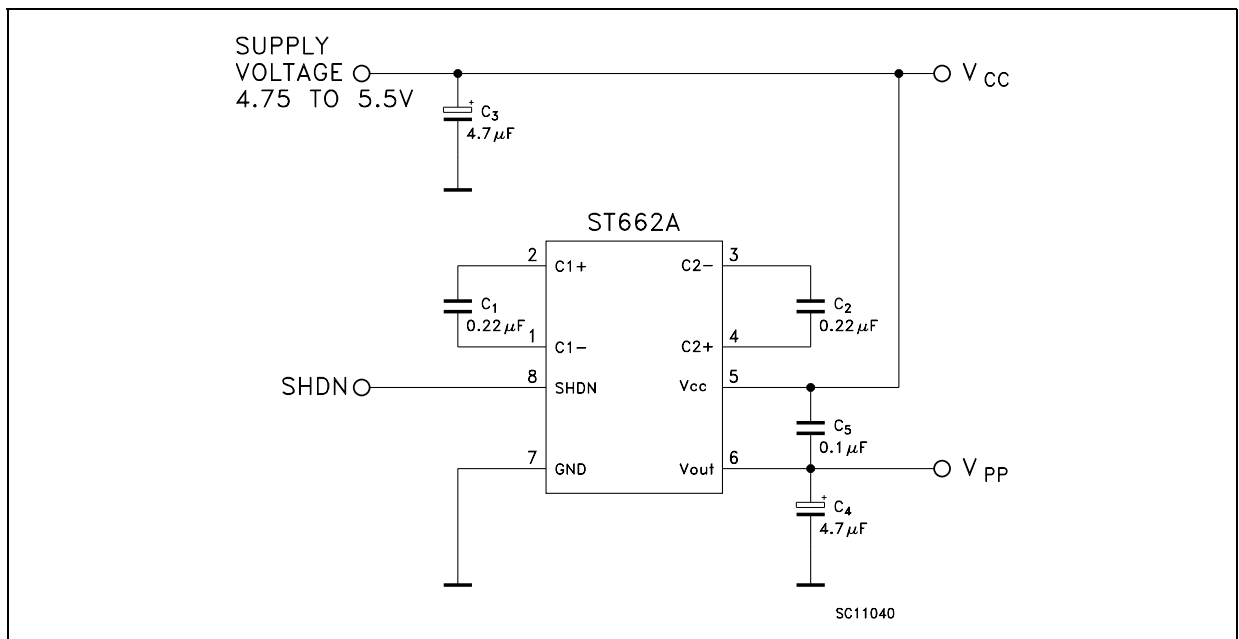 SUPPLY
VOLTAGE
4.75 TO 5.5V
VCC
+
C3
4.7μF
ST662A
2
C1+
C2-
3
C1
0.22μF
C2
0.22μF
1
C1-
C2+
4
SHDN
8
SHDN
Vcc
5
C5
0.1μF
7
GND
Vout
6
VPP
+
C4
4.7μF
SC11040